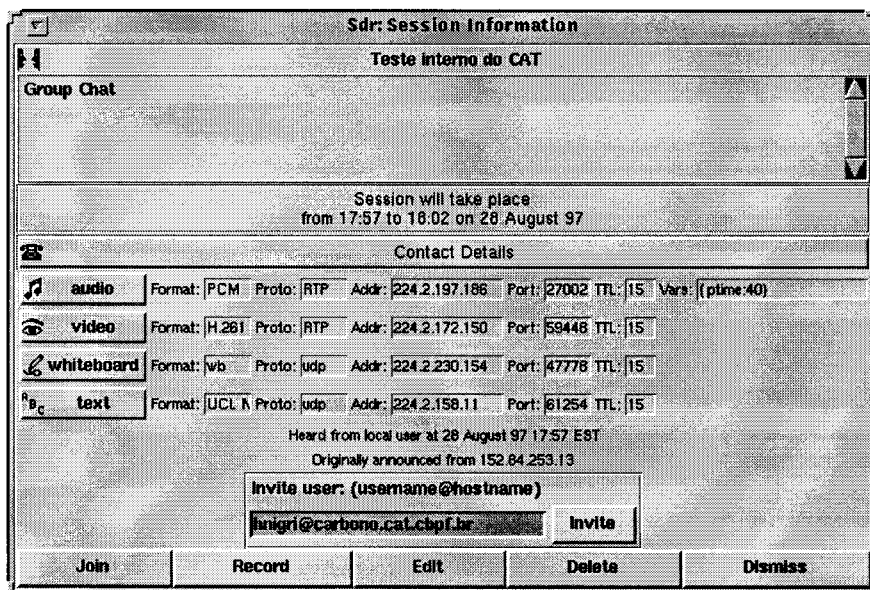 Sdr: Session Information
Teste interno do CAT
Group Chat
Session will take place
from 17:57 to 18:02 on 28 August 97
Contact Details
audio Format: PCM Proto: RTP Addr: 224.2.197.186 Port: 27002 TTL: 15 Vars: (ptime:40)
video Format: H.261 Proto: RTP Addr: 224.2.172.150 Port: 59448 TTL: 15
whiteboard Format: wb Proto: udp Addr: 224.2.230.154 Port: 47778 TTL: 15
ABC text Format: UCL N Proto: udp Addr: 224.2.158.11 Port: 61254 TTL: 15
Heard from local user at 28 August 97 17:57 EST
Originally announced from 152.84.253.13
Invite user: (username@hostname)
hnigri@carbono.cat.cbpf.br Invite
Join Record Edit Delete Dismiss